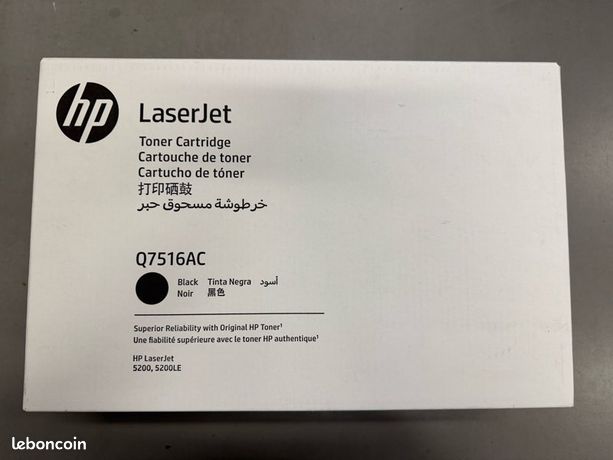 hp
LaserJet
Toner Cartridge
Cartouche de toner
Cartucho de tóner
打印硒鼓
خرطوشة مسحوق حبر
Q7516AC
Black Tinta Negra أسود
Noir 黑色
Superior Reliability with Original HP Toner¹
Une fiabilité supérieure avec le toner HP authentique¹
HP LaserJet
5200, 5200LE
leboncoin